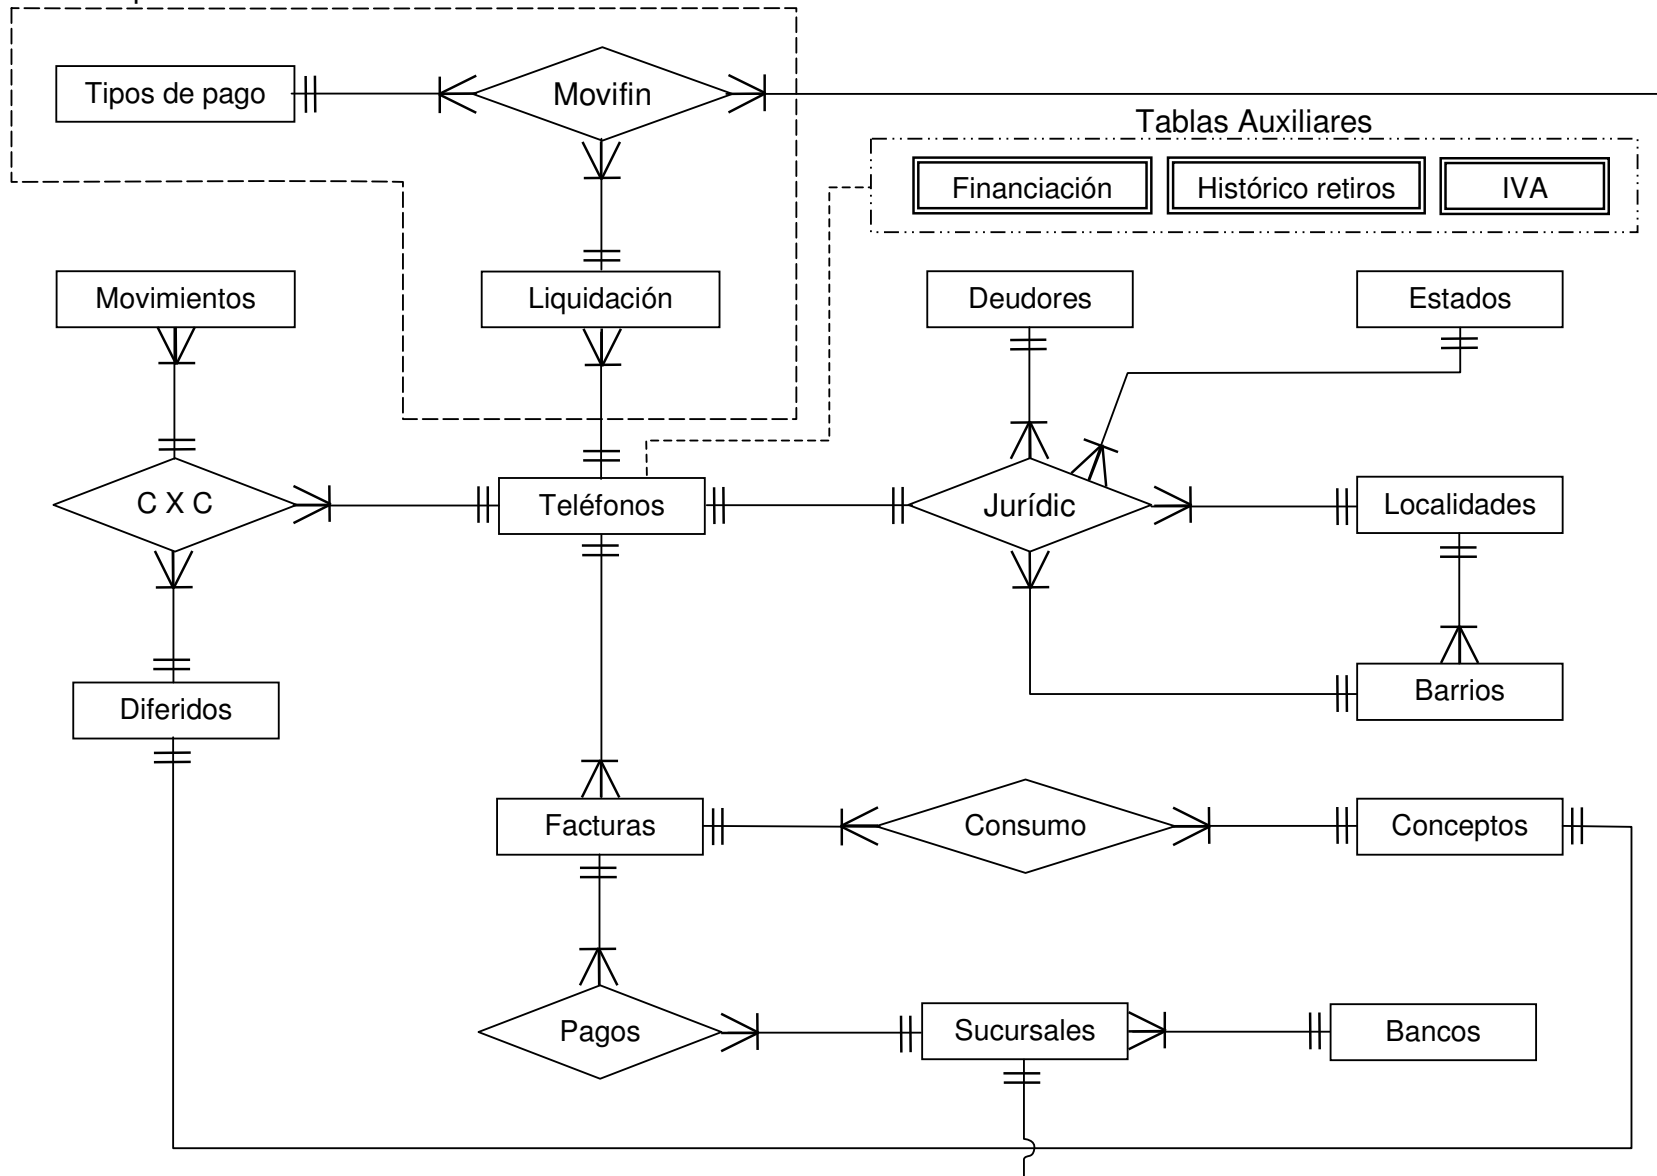 Tipos de pago
Movifin
Tablas Auxiliares
Financiación
Histórico retiros
IVA
Movimientos
Liquidación
Deudores
Estados
C X C
Teléfonos
Jurídic
Localidades
Diferidos
Barrios
Facturas
Consumo
Conceptos
Pagos
Sucursales
Bancos